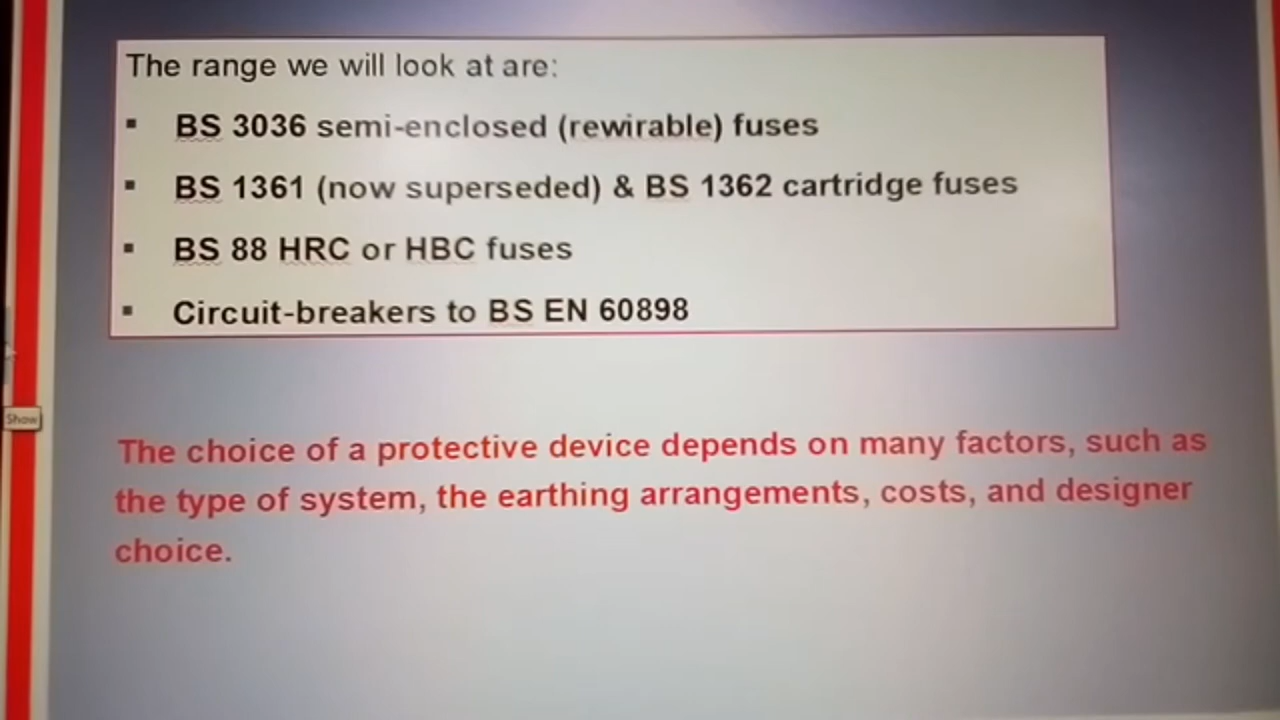 The range we will look at are:
▪ BS 3036 semi-enclosed (rewirable) fuses
▪ BS 1361 (now superseded) & BS 1362 cartridge fuses
▪ BS 88 HRC or HBC fuses
▪ Circuit-breakers to BS EN 60898
Show
The choice of a protective device depends on many factors, such as
the type of system, the earthing arrangements, costs, and designer
choice.